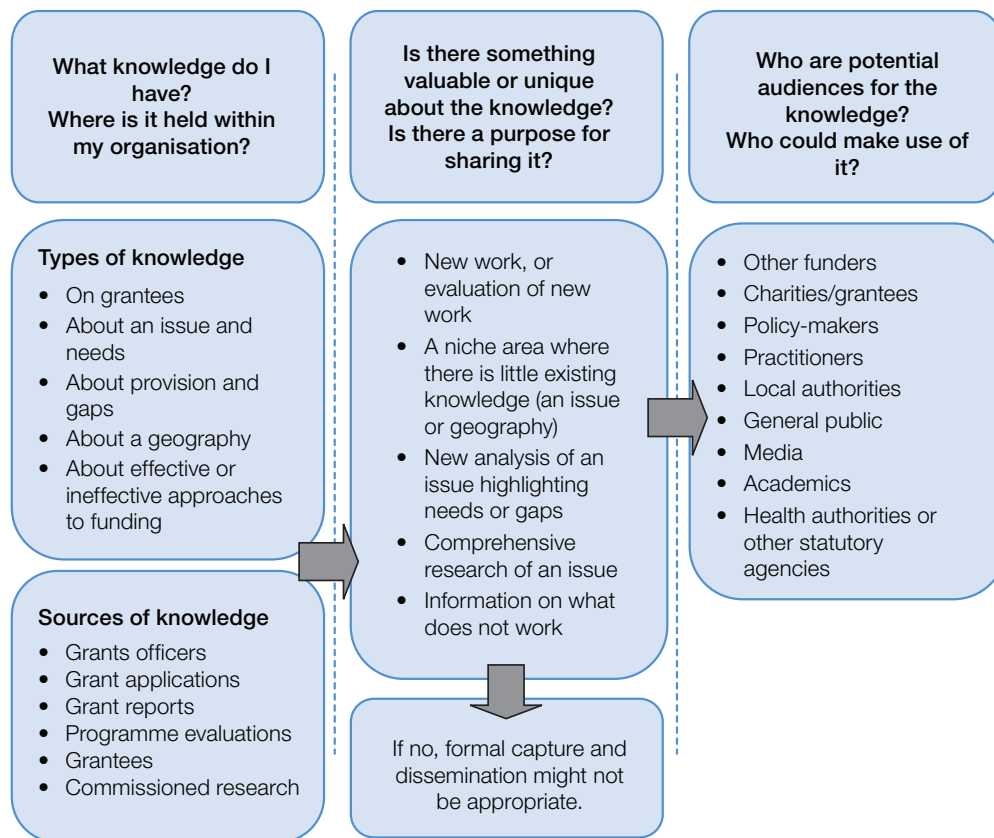 What knowledge do I
have?
Where is it held within
my organisation?
Types of knowledge
• On grantees
• About an issue and
needs
• About provision and
gaps
• About a geography
• About effective or
ineffective approaches
to funding
Sources of knowledge
• Grants officers
• Grant applications
• Grant reports
• Programme evaluations
• Grantees
• Commissioned research
Is there something
valuable or unique
about the knowledge?
Is there a purpose for
sharing it?
• New work, or
evaluation of new
work
• A niche area where
there is little existing
knowledge (an issue
or geography)
• New analysis of an
issue highlighting
needs or gaps
• Comprehensive
research of an issue
• Information on what
does not work
If no, formal capture and
dissemination might not
be appropriate.
Who are potential
audiences for the
knowledge?
Who could make use of
it?
• Other funders
• Charities/grantees
• Policy-makers
• Practitioners
• Local authorities
• General public
• Media
• Academics
• Health authorities or
other statutory
agencies